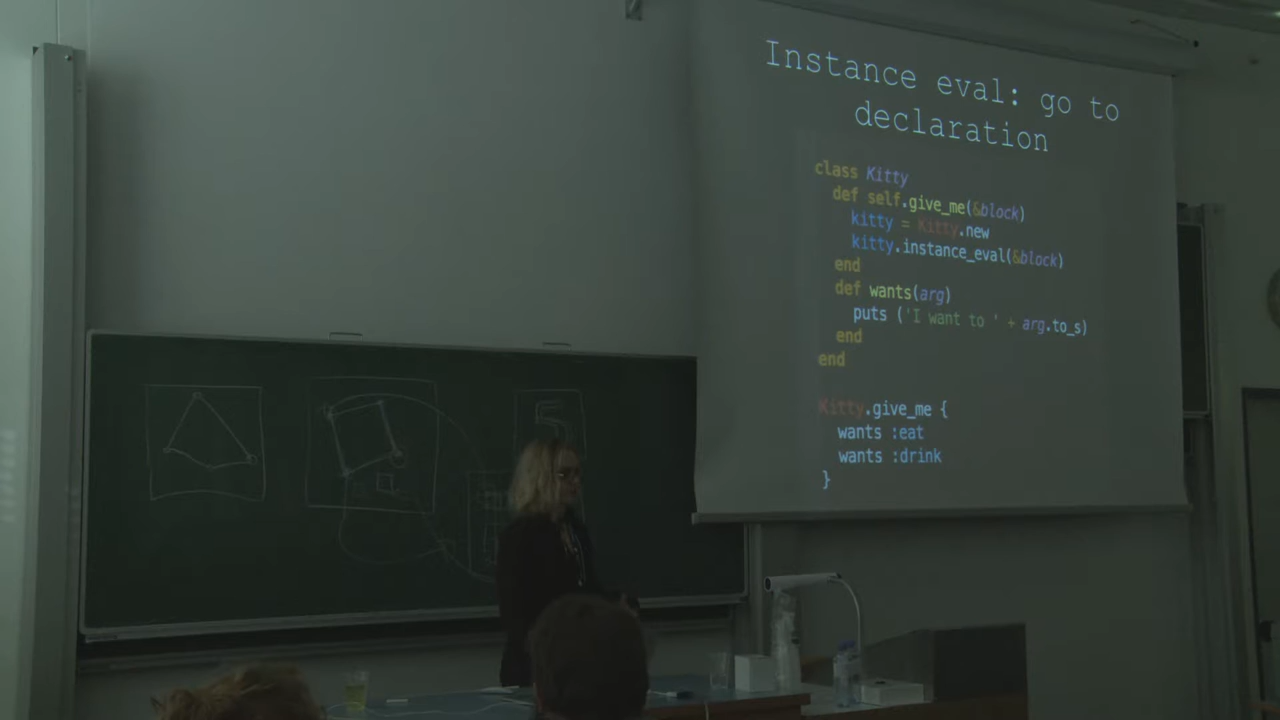 Instance eval: go to
declaration
class Kitty
  def self.give_me(&block)
    kitty = Kitty.new
    kitty.instance_eval(&block)
  end
  def wants(arg)
    puts ('I want to ' + arg.to_s)
  end
end
Kitty.give_me {
  wants :eat
  wants :drink
}
5